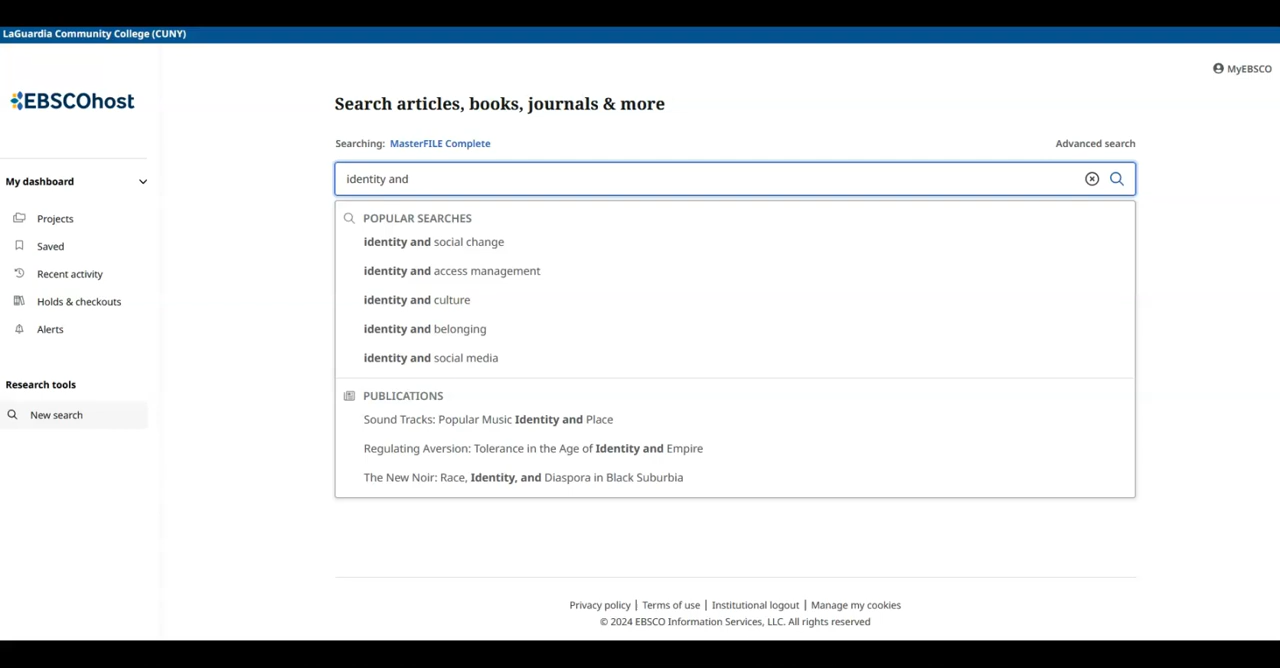 LaGuardia Community College (CUNY)
MyEBSCO
EBSCOhost
Search articles, books, journals & more
Searching: MasterFILE Complete
Advanced search
identity and
My dashboard
Projects
Saved
Recent activity
Holds & checkouts
Alerts
Research tools
New search
POPULAR SEARCHES
identity and social change
identity and access management
identity and culture
identity and belonging
identity and social media
PUBLICATIONS
Sound Tracks: Popular Music Identity and Place
Regulating Aversion: Tolerance in the Age of Identity and Empire
The New Noir: Race, Identity, and Diaspora in Black Suburbia
Privacy policy | Terms of use | Institutional logout | Manage my cookies
© 2024 EBSCO Information Services, LLC. All rights reserved